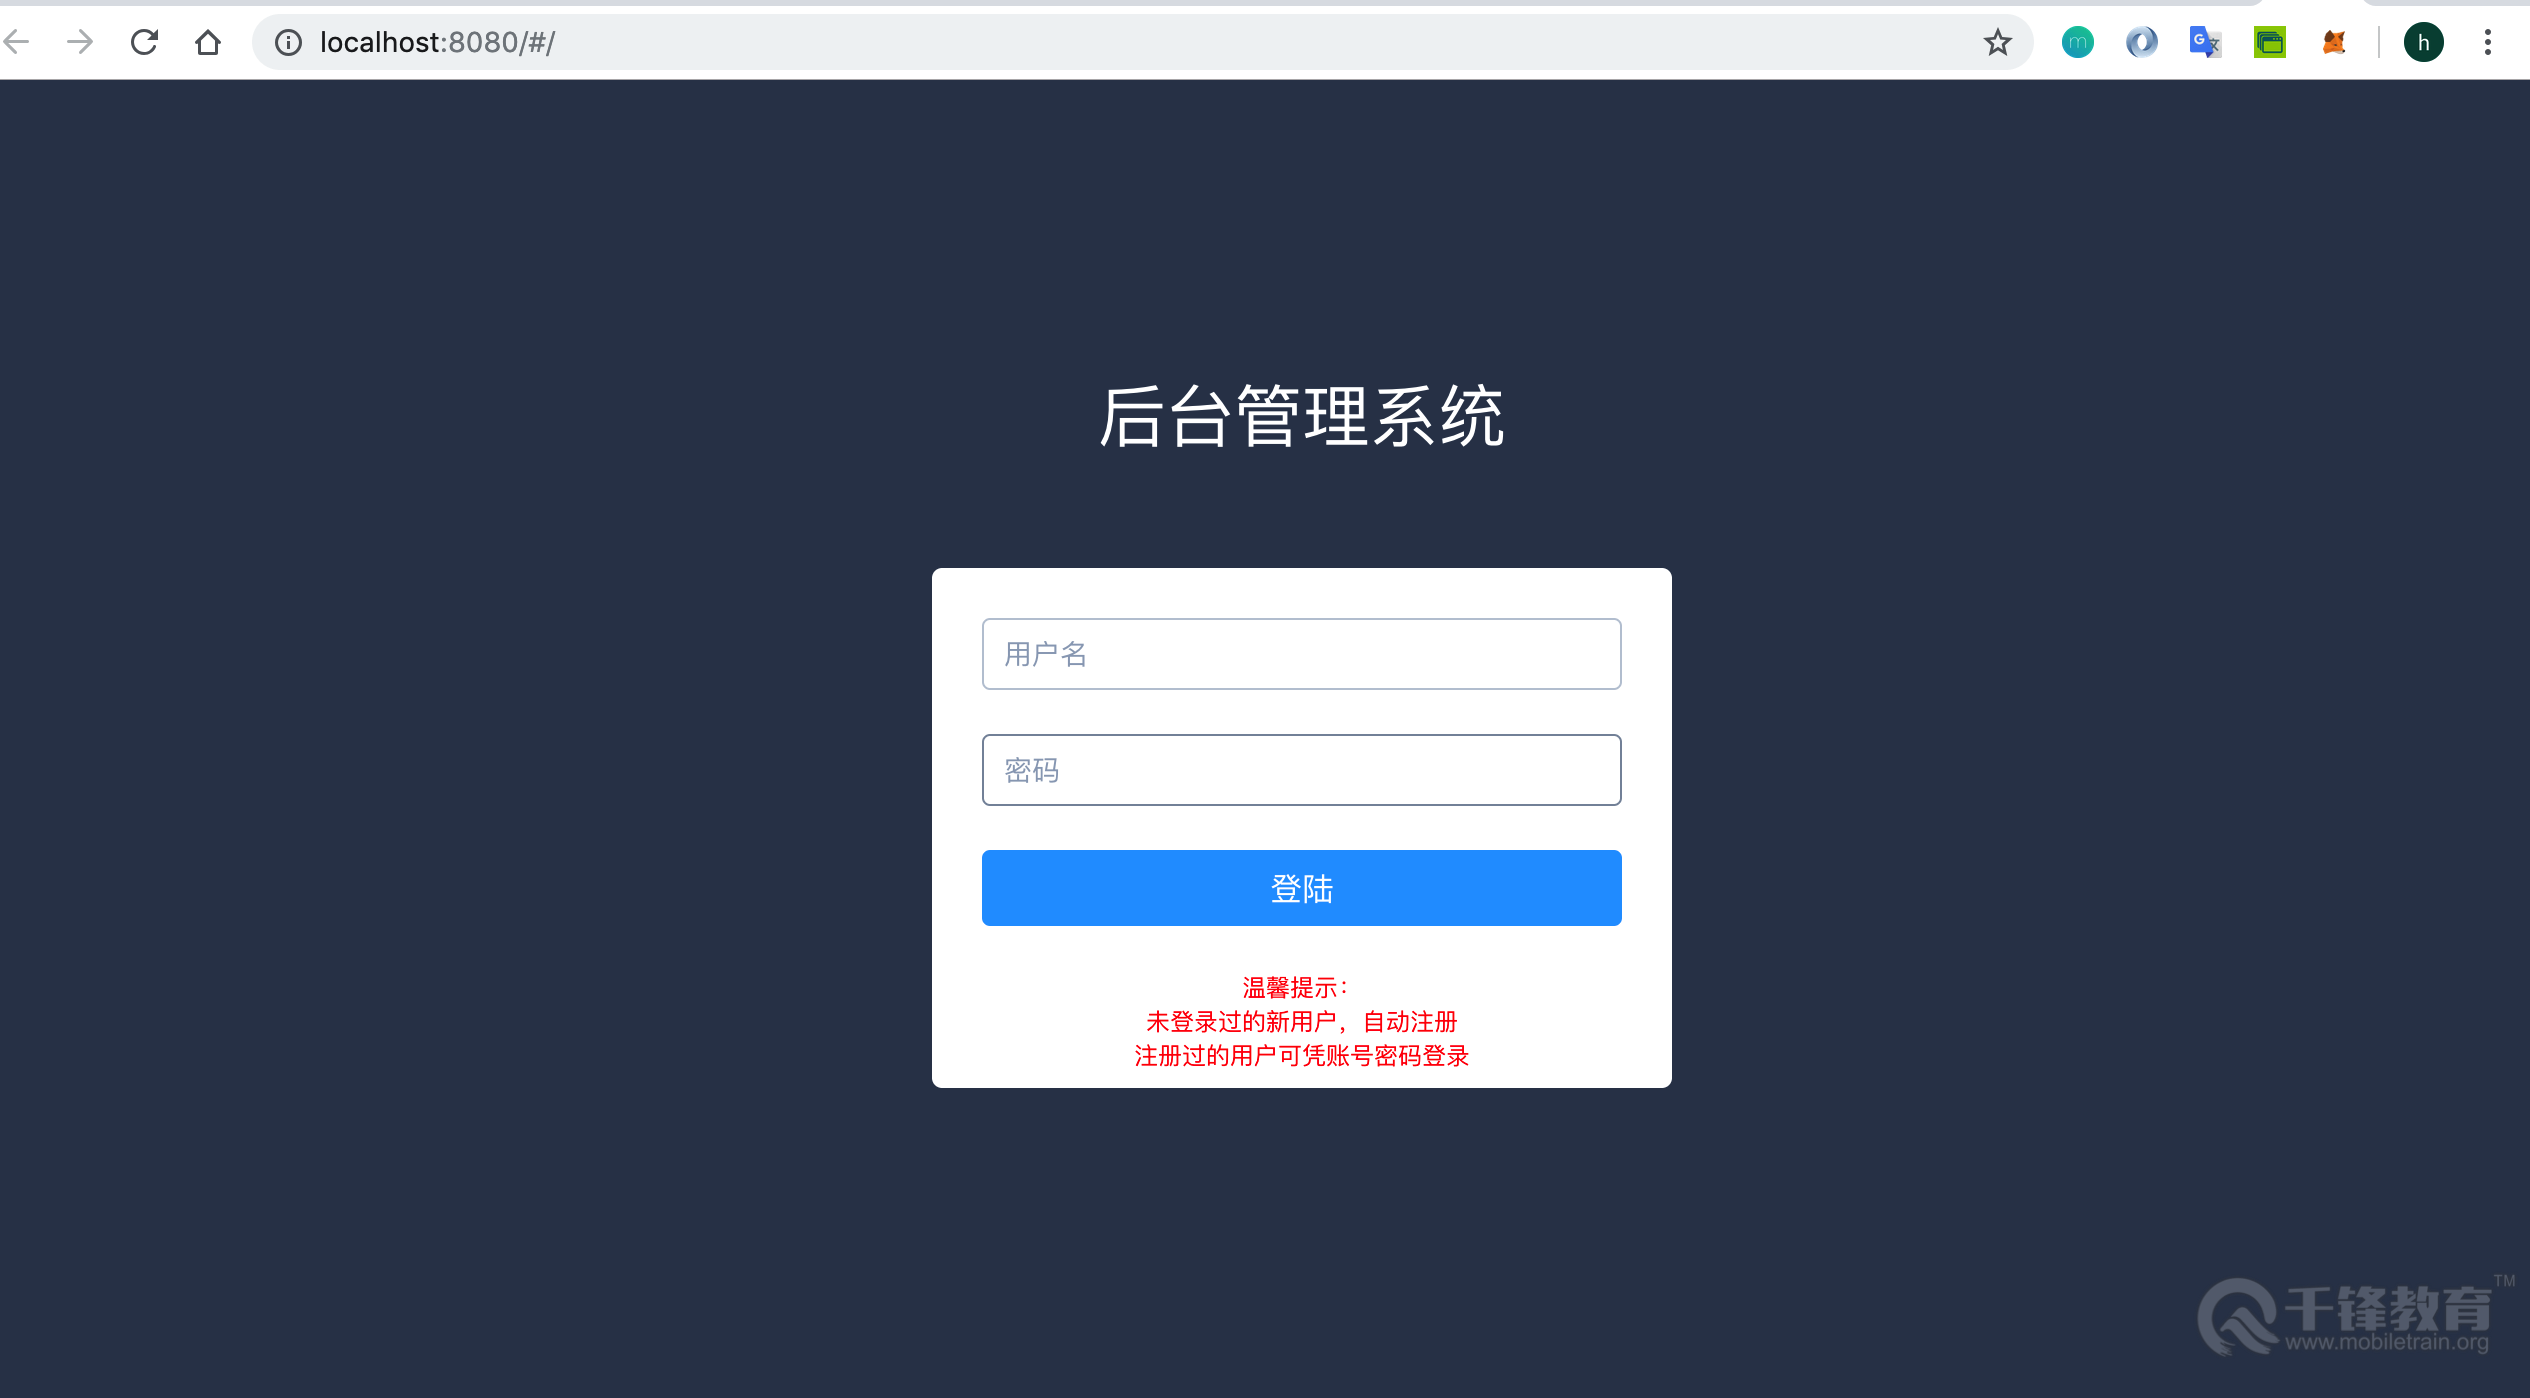 localhost:8080/#/
m
G 文
h
后台管理系统
用户名
密码
登陆
温馨提示：
未登录过的新用户，自动注册
注册过的用户可凭账号密码登录
千锋教育 TM
www.mobiletrain.org